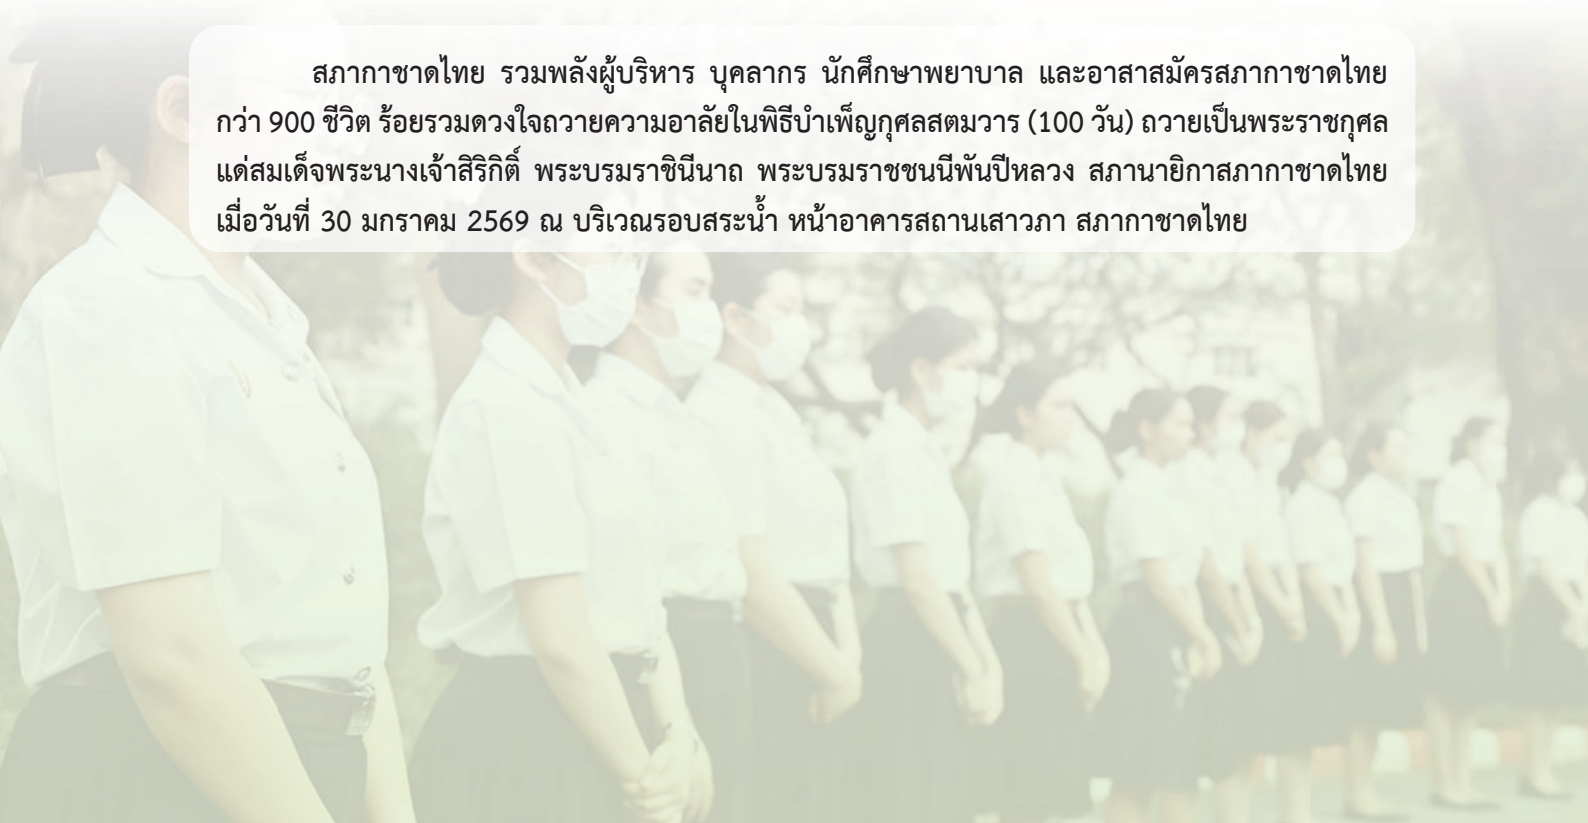 สภากาชาดไทย รวมพลังผู้บริหาร บุคลากร นักศึกษาพยาบาล และอาสาสมัครสภากาชาดไทย
กว่า 900 ชีวิต ร้อยรวมดวงใจถวายความอาลัยในพิธีบำเพ็ญกุศลสตมวาร (100 วัน) ถวายเป็นพระราชกุศล
แด่สมเด็จพระนางเจ้าสิริกิติ์ พระบรมราชินีนาถ พระบรมราชชนนีพันปีหลวง สภานายิกาสภากาชาดไทย
เมื่อวันที่ 30 มกราคม 2569 ณ บริเวณรอบสระน้ำ หน้าอาคารสถานเสาวภา สภากาชาดไทย